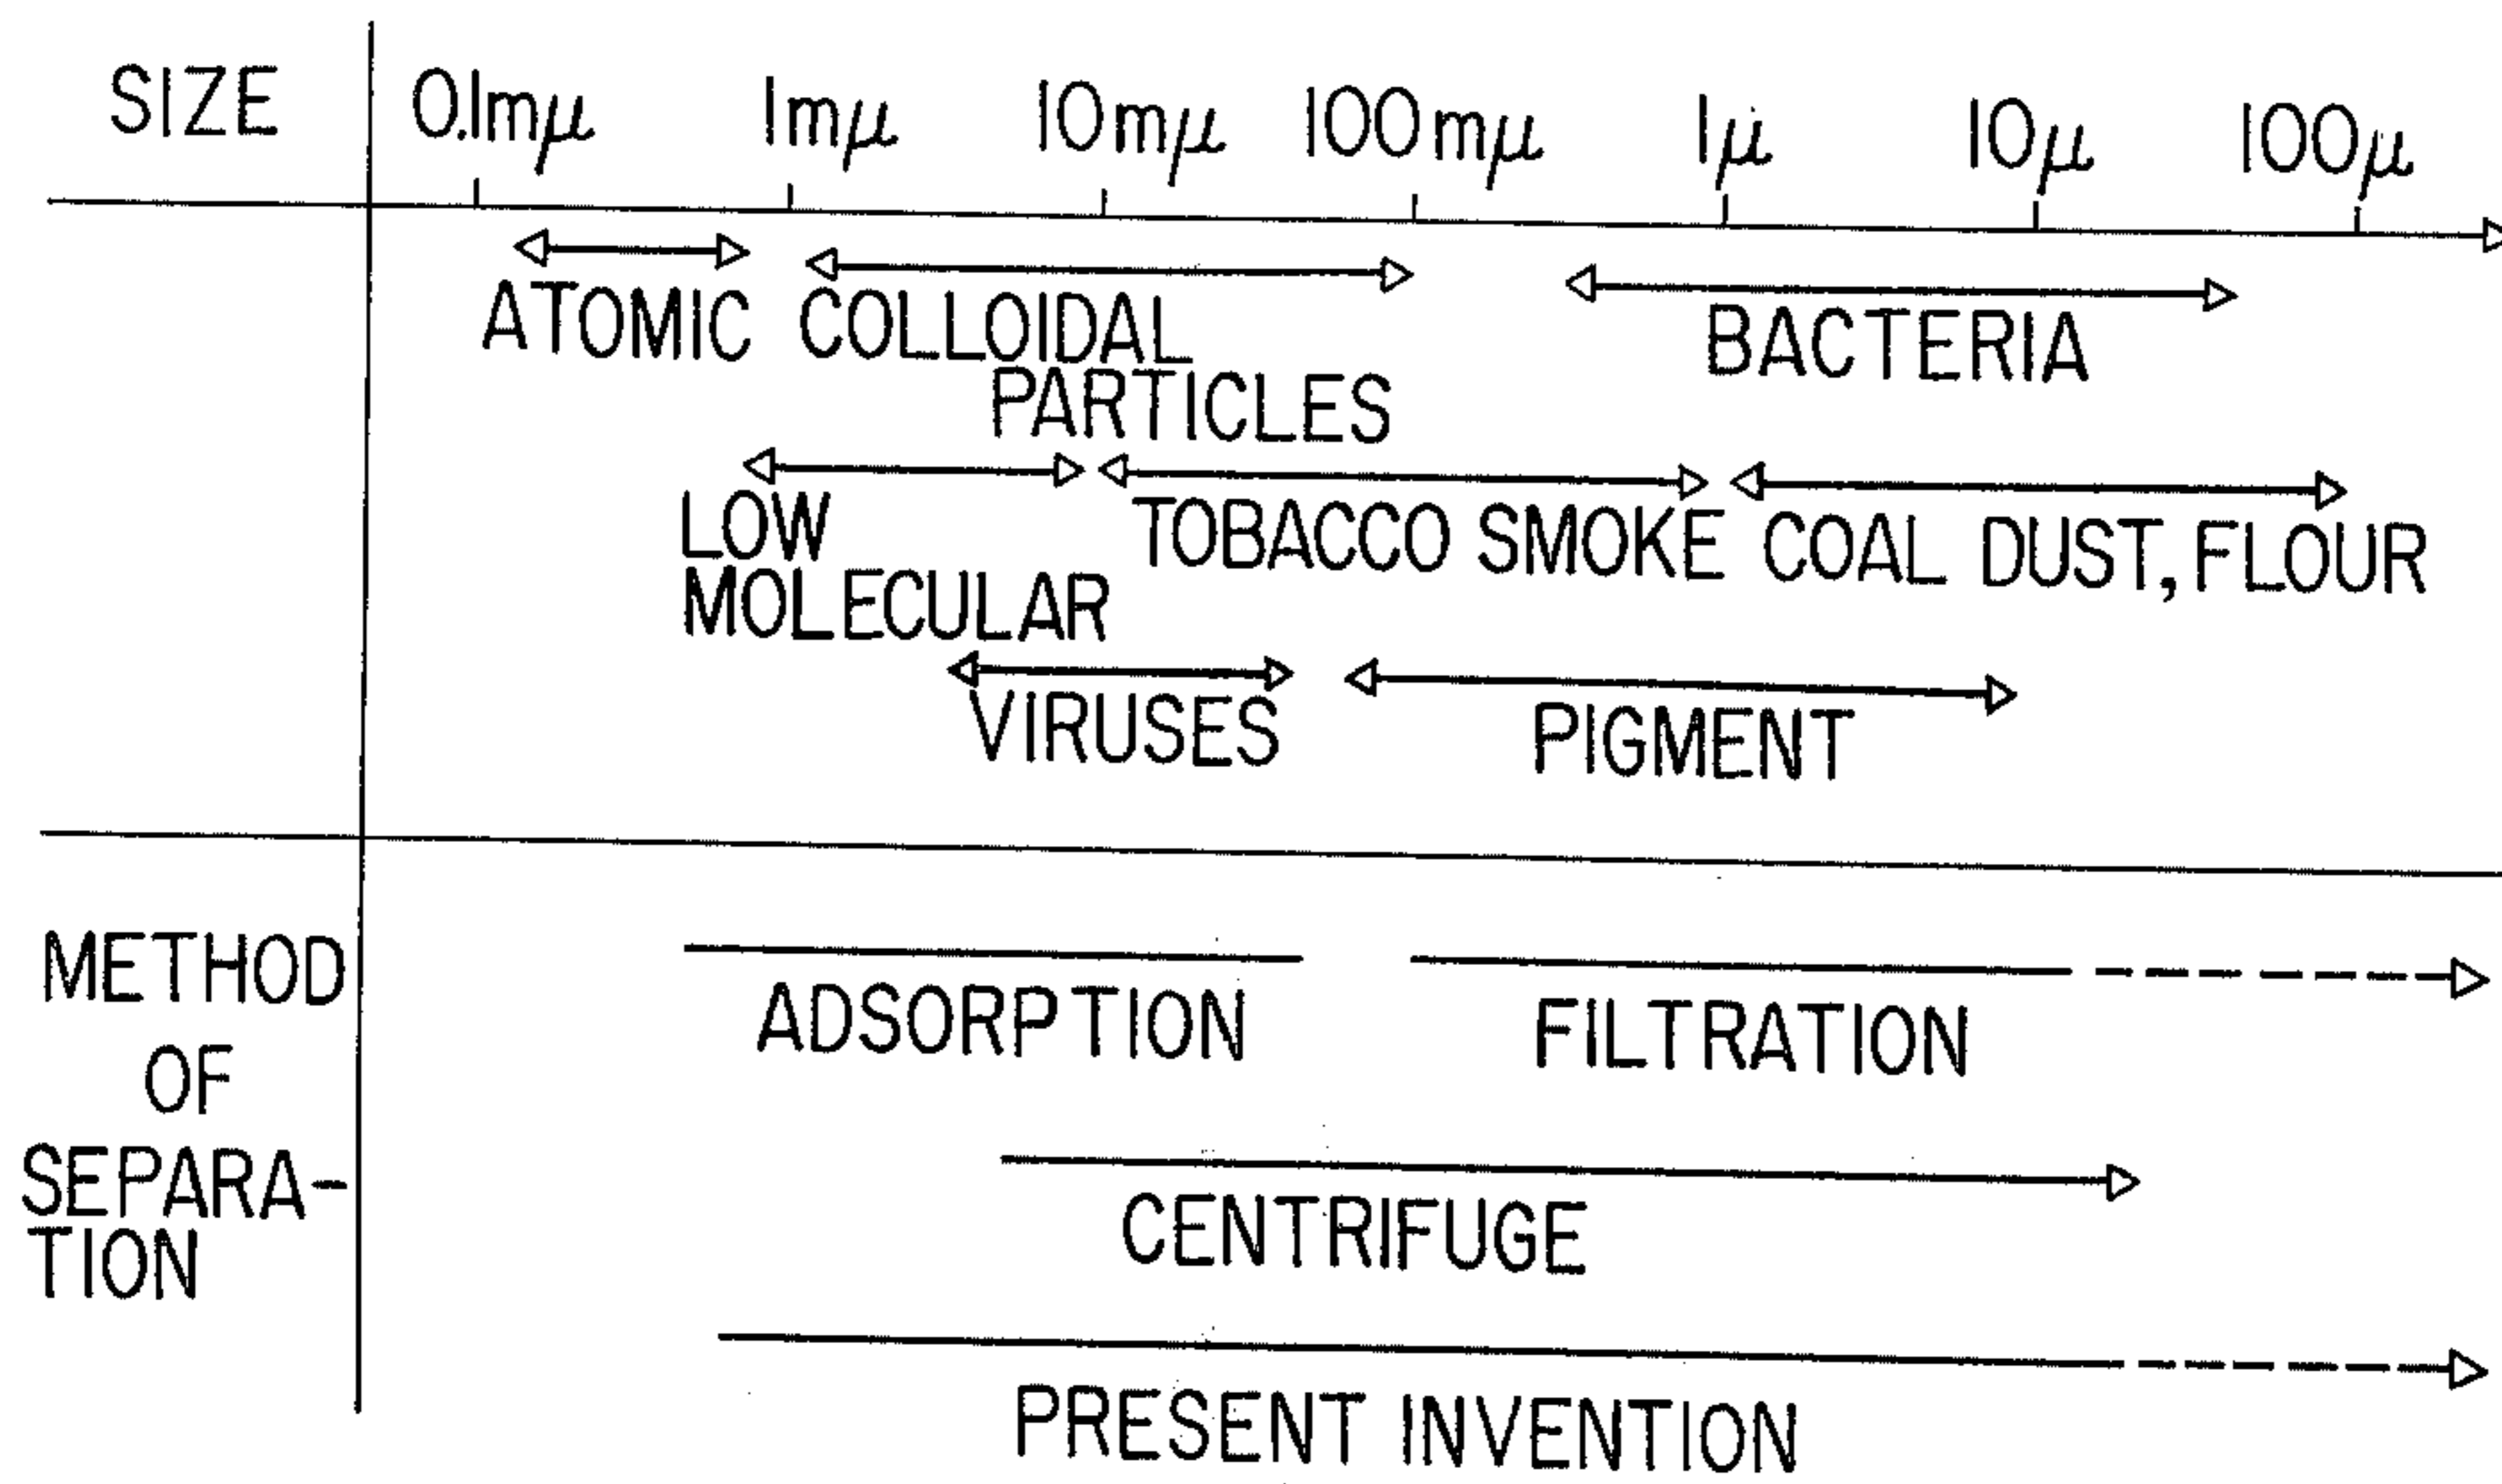 SIZE 0.1mμ 1mμ 10mμ 100mμ 1μ 10μ 100μ
ATOMIC COLLOIDAL PARTICLES BACTERIA
LOW MOLECULAR TOBACCO SMOKE COAL DUST, FLOUR
VIRUSES PIGMENT
METHOD OF SEPARA-
TION
ADSORPTION FILTRATION
CENTRIFUGE
PRESENT INVENTION